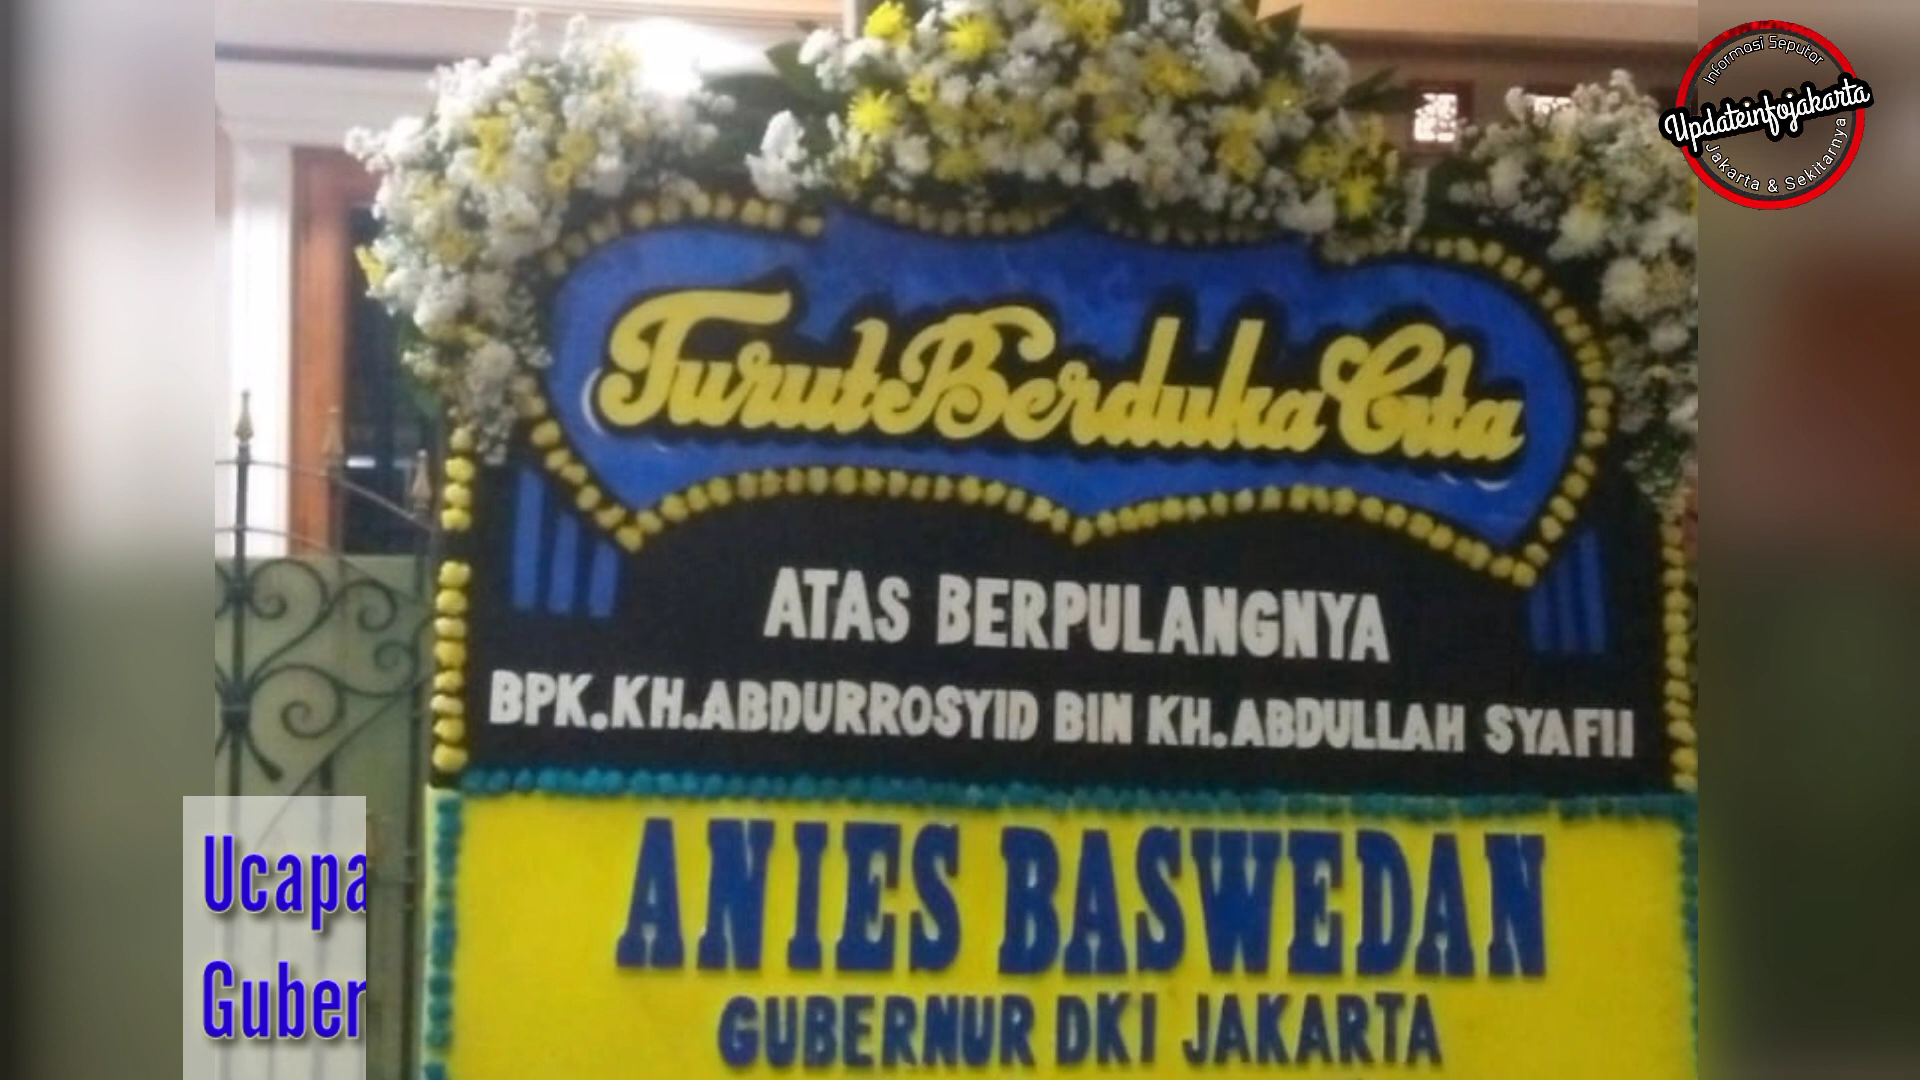 Informasi Seputar
Updateinfojakarta
Jakarta & Sekitarnya
Turut Berduka Cita
ATAS BERPULANGNYA
BPK.KH.ABDURROSYID BIN KH.ABDULLAH SYAFII
ANIES BASWEDAN
GUBERNUR DKI JAKARTA
Ucapa
Guber